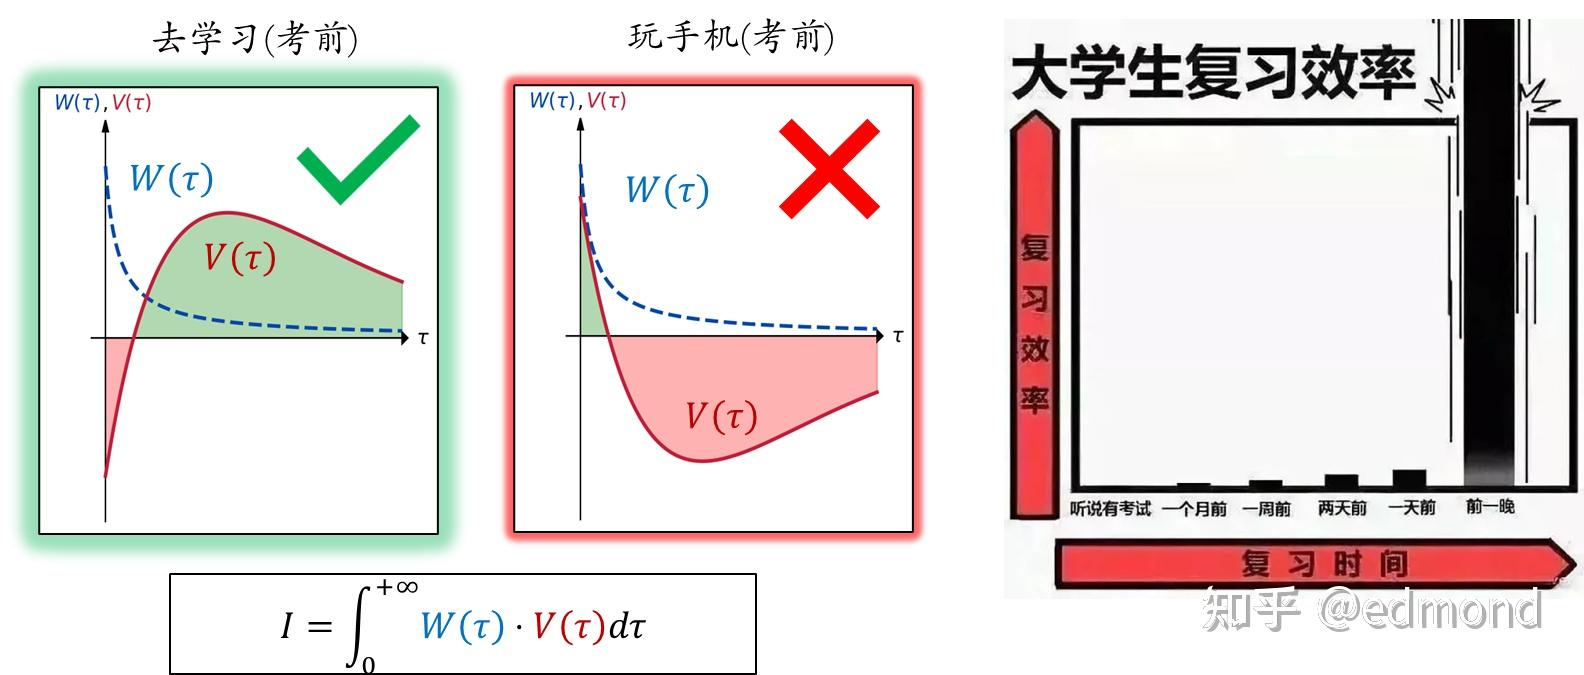 去学习(考前)
W(τ),V(τ)
W(τ)
V(τ)
τ
玩手机(考前)
W(τ),V(τ)
W(τ)
V(τ)
τ
I = ∫₀^{+∞} W(τ) · V(τ)dτ
大学生复习效率
复习效率
听说有考试 一个月前 一周前 两天前 一天前 前一晚
复习时间
知乎 @edmond